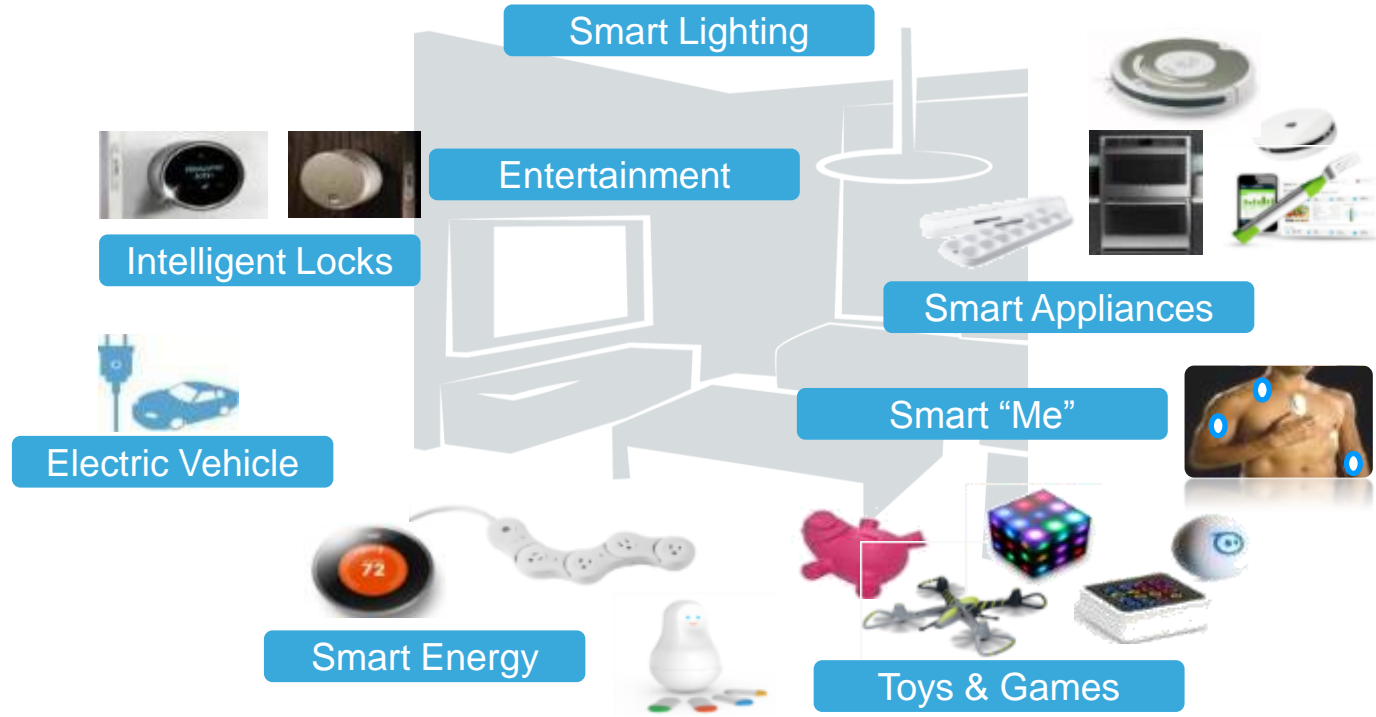 Smart Lighting
Entertainment
Intelligent Locks
Smart Appliances
Smart “Me”
Electric Vehicle
72
Smart Energy
Toys & Games